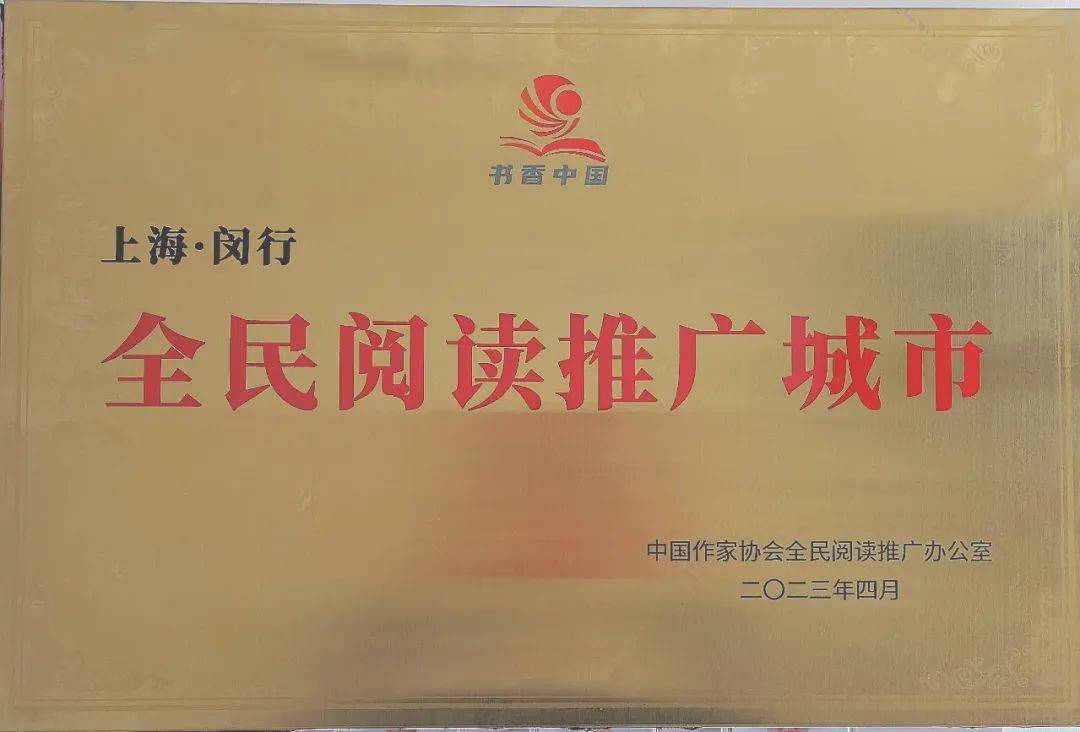 书香中国
上海·闵行
全民阅读推广城市
中国作家协会全民阅读推广办公室
二〇二三年四月